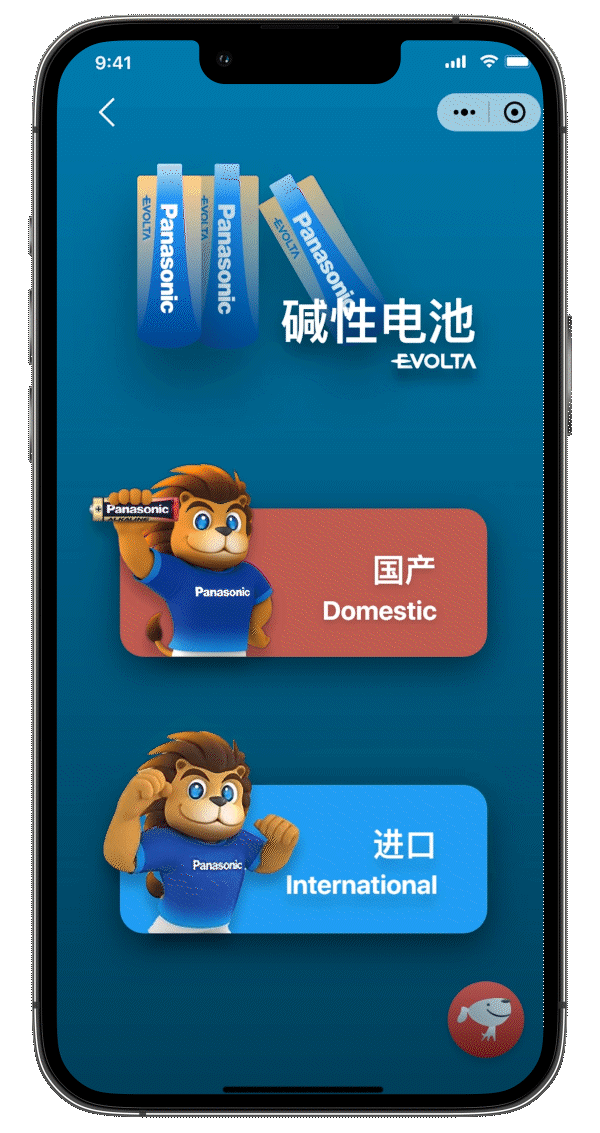 9:41
EVOLTA
Panasonic
EVOLTA
Panasonic
EVOLTA
Panasonic
碱性电池
EVOLTA
Panasonic
Panasonic
国产
Domestic
Panasonic
进口
International